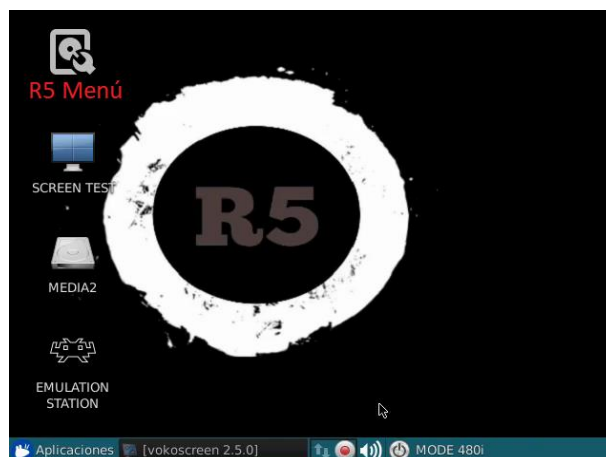 R5 Menú
SCREEN TEST
R5
MEDIA2
EMULATION
STATION
Aplicaciones
[vokoscreen 2.5.0]
MODE 480i